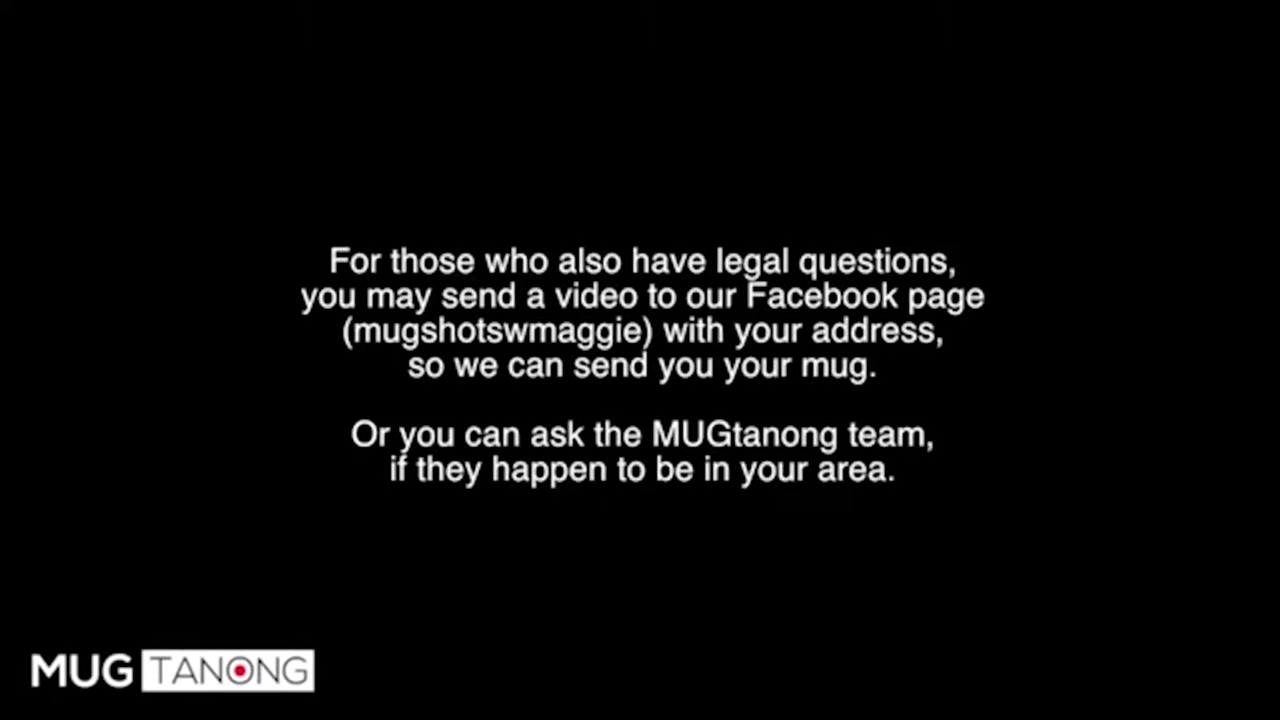 For those who also have legal questions,
you may send a video to our Facebook page
(mugshotswmaggie) with your address,
so we can send you your mug.
Or you can ask the MUGtanong team,
if they happen to be in your area.
MUG TANONG